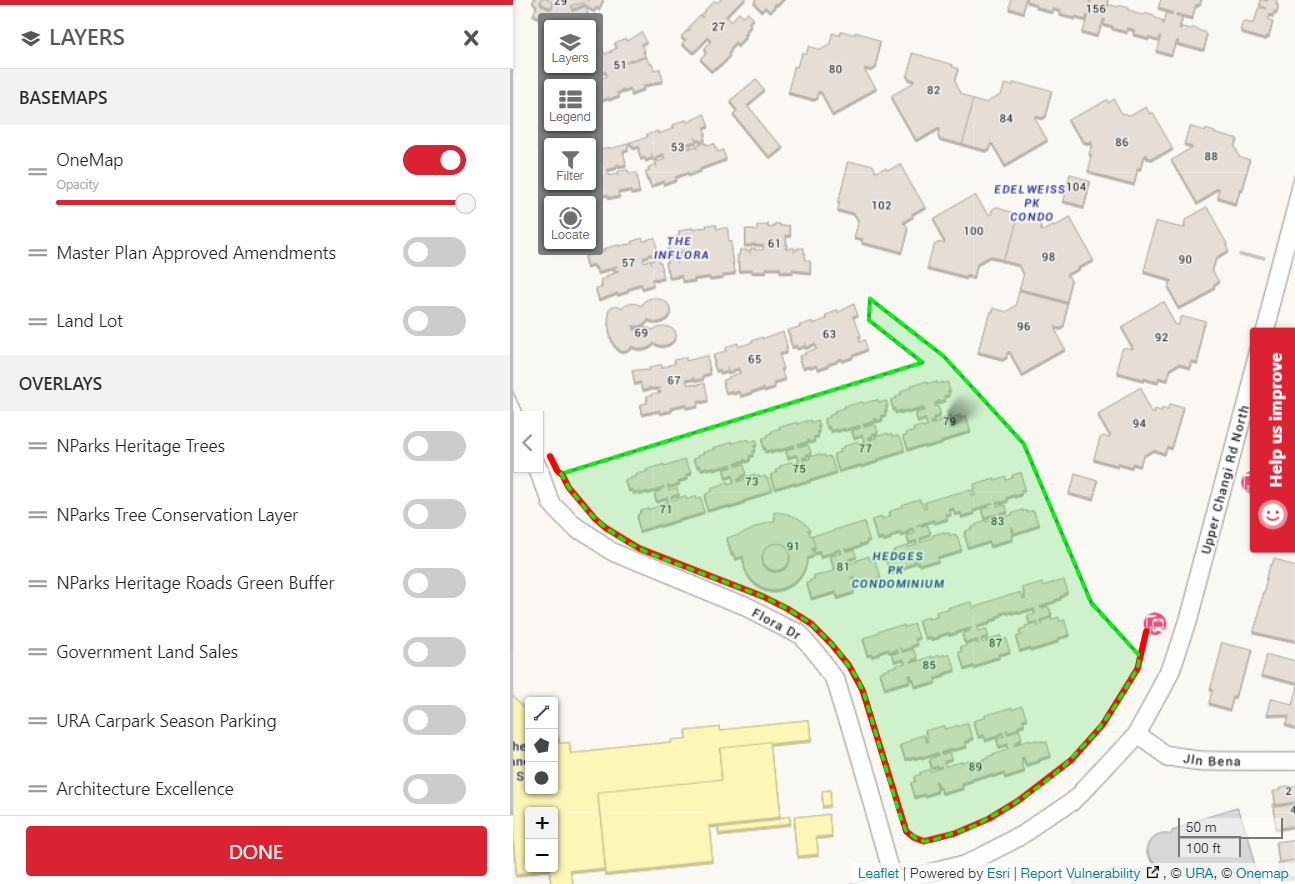 LAYERS
BASEMAPS
OneMap
Opacity
Master Plan Approved Amendments
Land Lot
OVERLAYS
NParks Heritage Trees
NParks Tree Conservation Layer
NParks Heritage Roads Green Buffer
Government Land Sales
URA Carpark Season Parking
Architecture Excellence
DONE
Layers
Legend
Filter
Locate
29
27
51
80
156
82
84
86
88
53
102
EDELWEISS
PK
CONDO
104
100
98
90
THE
INFLORA
57
61
69
63
65
67
96
92
94
79
77
75
73
71
91
83
81
HEDGES
PK
CONDOMINIUM
87
85
89
Flora Dr
Upper Changi Rd North
Jln Bena
2
Help us improve
+
−
50 m
100 ft
Leaflet | Powered by Esri | Report Vulnerability , © URA, © Onemap